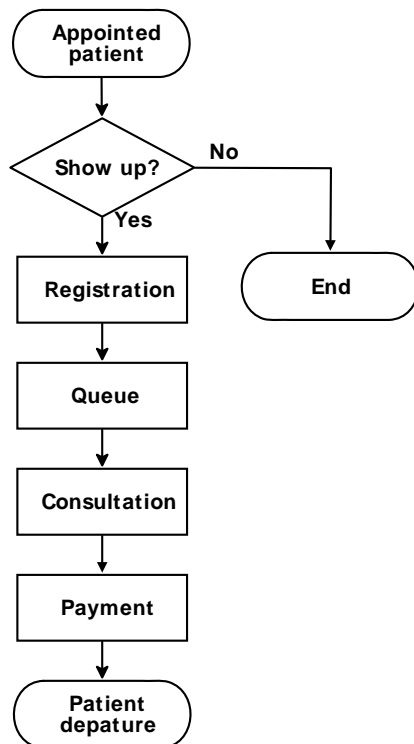 Appointed
patient
Show up?
No
Yes
Registration
End
Queue
Consultation
Payment
Patient
depature